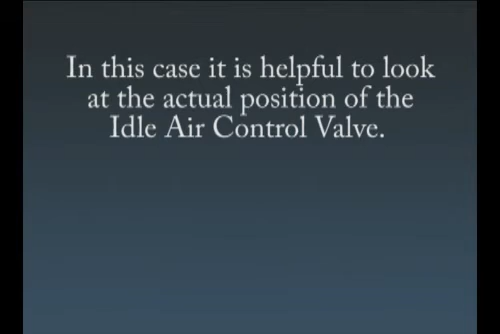 In this case it is helpful to look
at the actual position of the
Idle Air Control Valve.